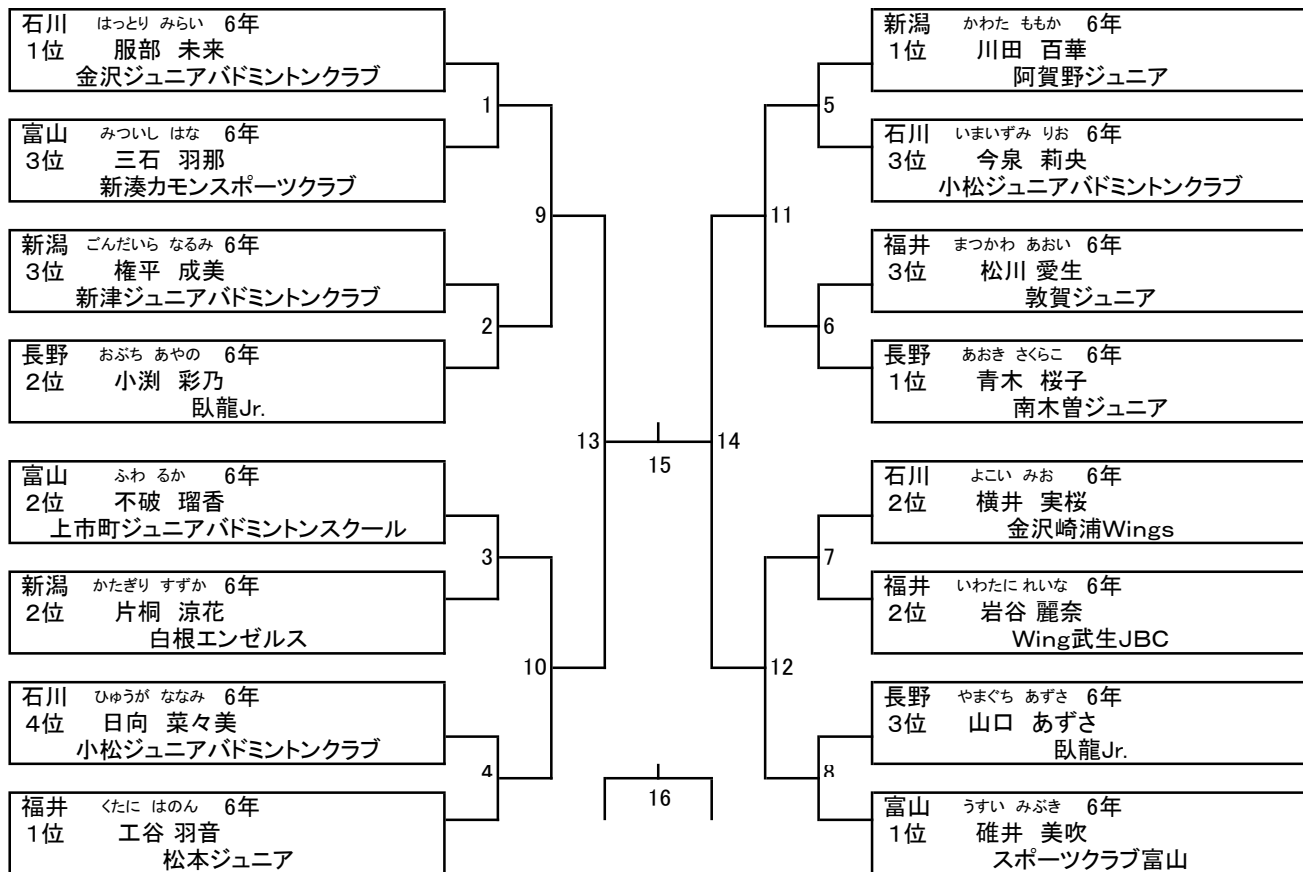 石川 はっとり みらい 6年
1位 服部 未来
金沢ジュニアバドミントンクラブ
1
富山 みついし はな 6年
3位 三石 羽那
新湊カモンスポーツクラブ
9
新潟 ごんだいら なるみ 6年
3位 権平 成美
新津ジュニアバドミントンクラブ
2
長野 おぶち あやの 6年
2位 小渕 彩乃
臥龍Jr.
13
富山 ふわ るか 6年
2位 不破 瑠香
上市町ジュニアバドミントンスクール
3
新潟 かたぎり すずか 6年
2位 片桐 涼花
白根エンゼルス
10
石川 ひゅうが ななみ 6年
4位 日向 菜々美
小松ジュニアバドミントンクラブ
4
福井 くたに はのん 6年
1位 工谷 羽音
松本ジュニア
15
16
新潟 かわた ももか 6年
1位 川田 百華
阿賀野ジュニア
5
石川 いまいずみ りお 6年
3位 今泉 莉央
小松ジュニアバドミントンクラブ
11
福井 まつかわ あおい 6年
3位 松川 愛生
敦賀ジュニア
6
長野 あおき さくらこ 6年
1位 青木 桜子
南木曽ジュニア
14
石川 よこい みお 6年
2位 横井 実桜
金沢崎浦Wings
7
福井 いわたに れいな 6年
2位 岩谷 麗奈
Wing武生JBC
12
長野 やまぐち あずさ 6年
3位 山口 あずさ
臥龍Jr.
8
富山 うすい みぶき 6年
1位 碓井 美吹
スポーツクラブ富山